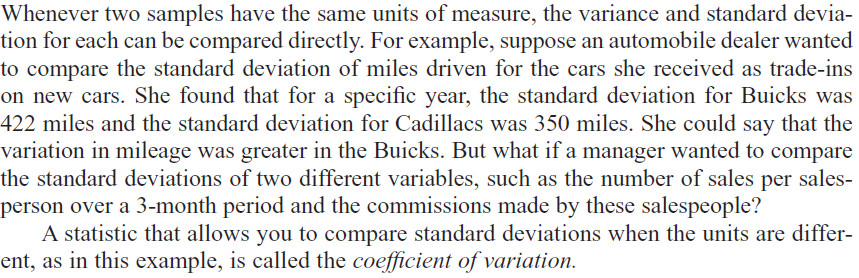 Whenever two samples have the same units of measure, the variance and standard devia-
tion for each can be compared directly. For example, suppose an automobile dealer wanted
to compare the standard deviation of miles driven for the cars she received as trade-ins
on new cars. She found that for a specific year, the standard deviation for Buicks was
422 miles and the standard deviation for Cadillacs was 350 miles. She could say that the
variation in mileage was greater in the Buicks. But what if a manager wanted to compare
the standard deviations of two different variables, such as the number of sales per sales-
person over a 3-month period and the commissions made by these salespeople?
A statistic that allows you to compare standard deviations when the units are differ-
ent, as in this example, is called the coefficient of variation.